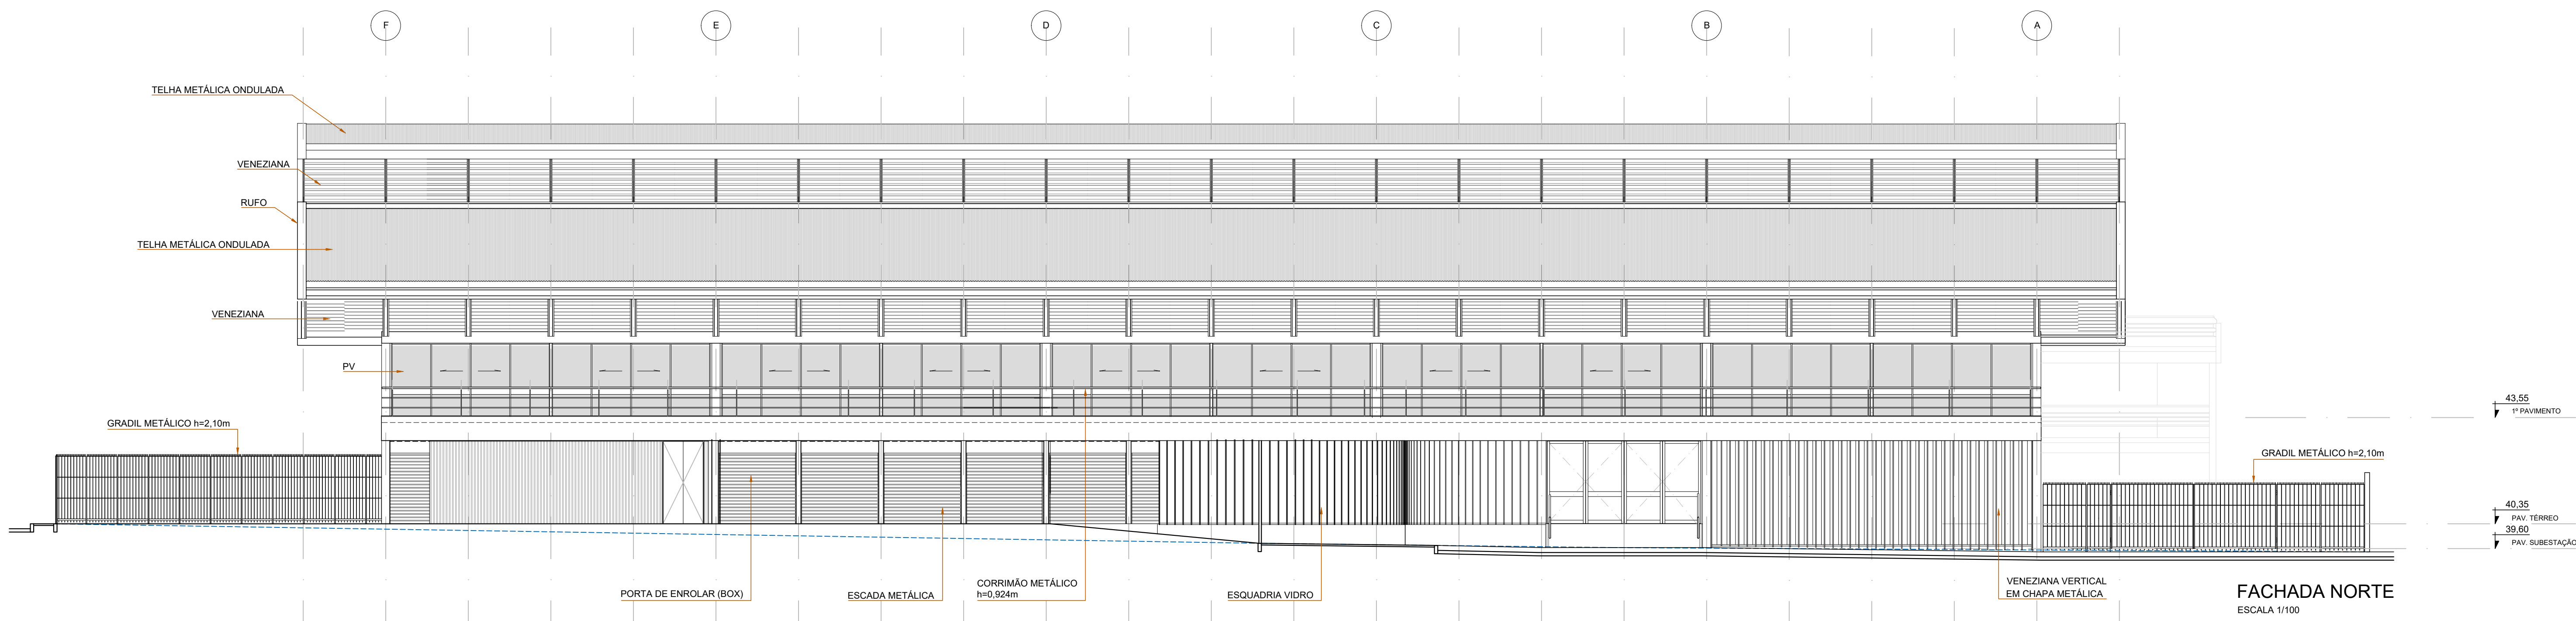 F
E
D
C
B
A
TELHA METÁLICA ONDULADA
VENEZIANA
RUFO
TELHA METÁLICA ONDULADA
VENEZIANA
PV
43,55
1º PAVIMENTO
GRADIL METÁLICO h=2,10m
GRADIL METÁLICO h=2,10m
40,35
PAV. TÉRREO
39,60
PAV. SUBESTAÇÃO
PORTA DE ENROLAR (BOX)
ESCADA METÁLICA
CORRIMÃO METÁLICO
h=0,924m
ESQUADRIA VIDRO
VENEZIANA VERTICAL
EM CHAPA METÁLICA
FACHADA NORTE
ESCALA 1/100